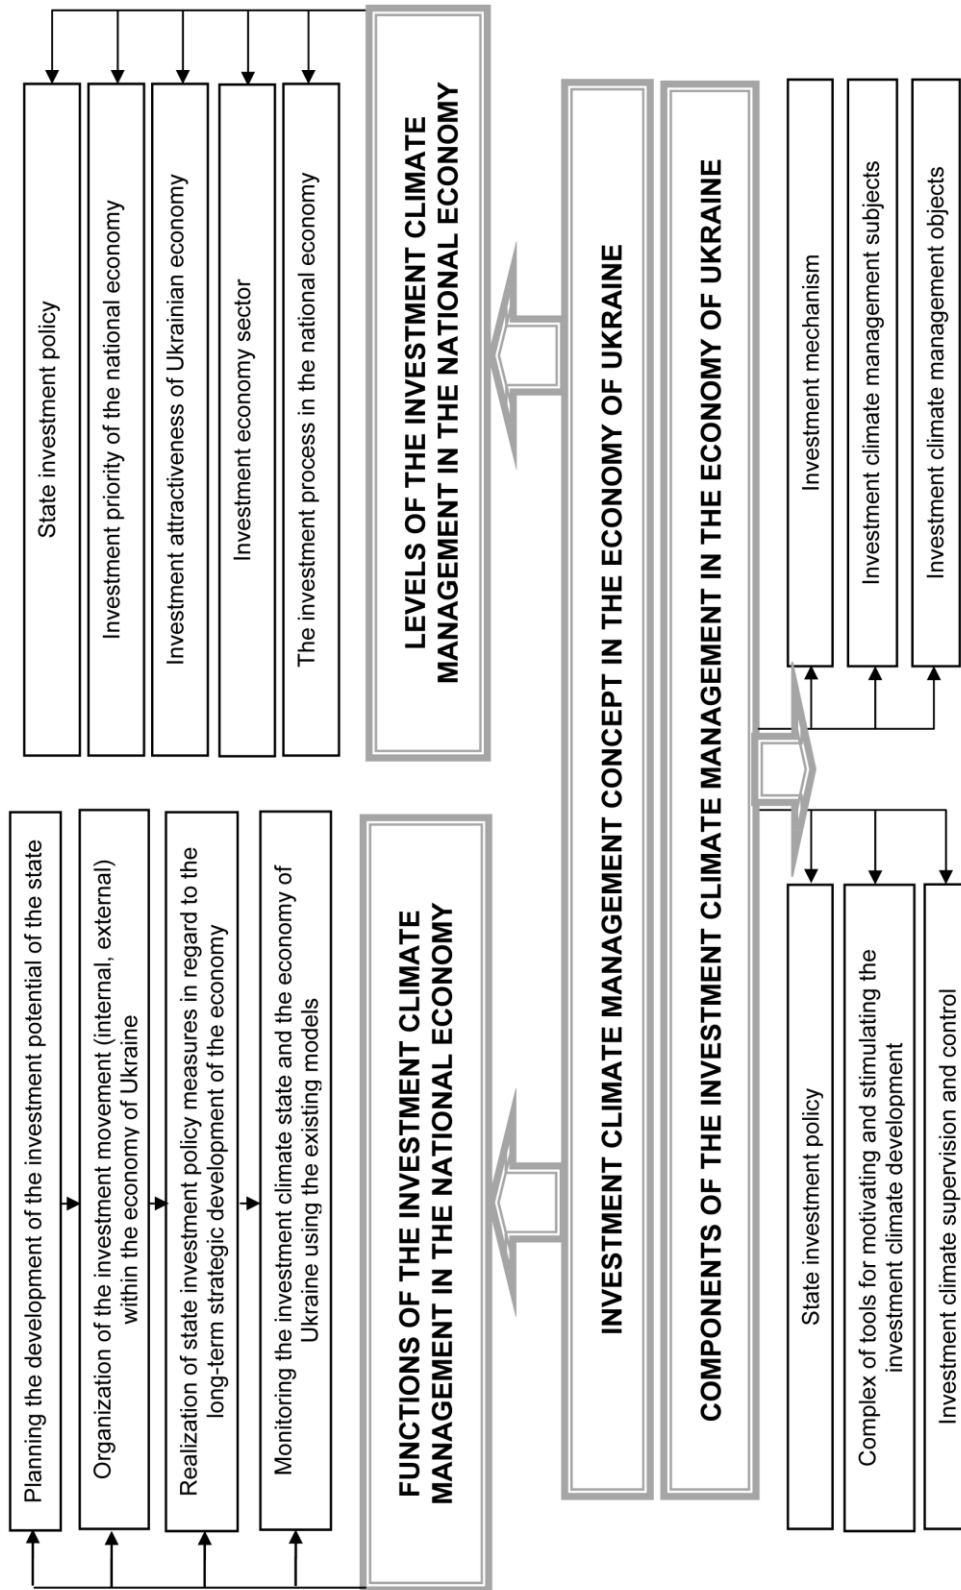 Planning the development of the investment potential of the state
Organization of the investment movement (internal, external)
within the economy of Ukraine
Realization of state investment policy measures in regard to the
long-term strategic development of the economy
Monitoring the investment climate state and the economy of
Ukraine using the existing models
FUNCTIONS OF THE INVESTMENT CLIMATE
MANAGEMENT IN THE NATIONAL ECONOMY
State investment policy
Investment priority of the national economy
Investment attractiveness of Ukrainian economy
Investment economy sector
The investment process in the national economy
LEVELS OF THE INVESTMENT CLIMATE
MANAGEMENT IN THE NATIONAL ECONOMY
INVESTMENT CLIMATE MANAGEMENT CONCEPT IN THE ECONOMY OF UKRAINE
COMPONENTS OF THE INVESTMENT CLIMATE MANAGEMENT IN THE ECONOMY OF UKRAINE
State investment policy
Complex of tools for motivating and stimulating the
investment climate development
Investment climate supervision and control
Investment mechanism
Investment climate management subjects
Investment climate management objects